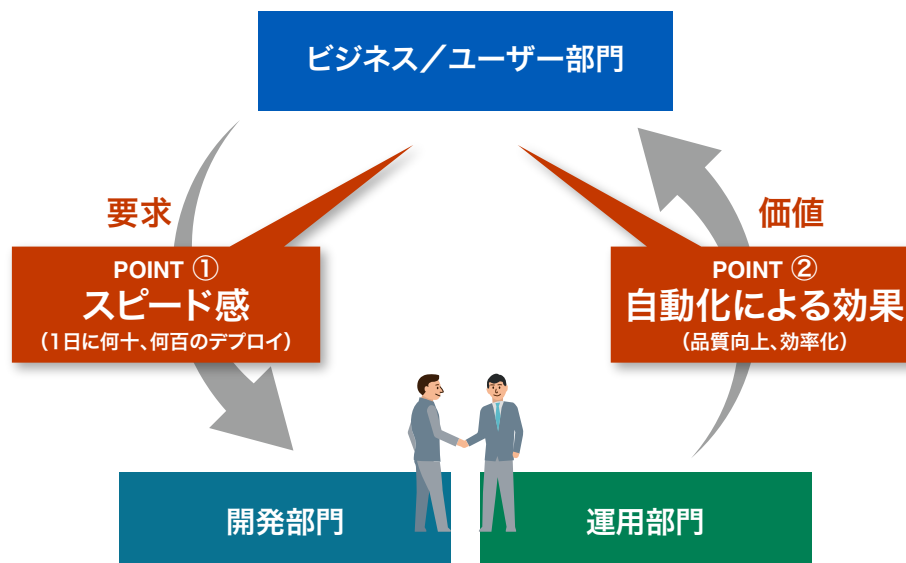 ビジネス／ユーザー部門
要求
POINT ①
スピード感
（1日に何十、何百のデプロイ）
価値
POINT ②
自動化による効果
（品質向上、効率化）
開発部門
運用部門